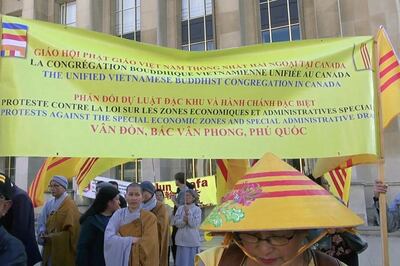 GIÁO HỘI PHẬT GIÁO VIỆT NAM THỐNG NHẤT HẢI NGOẠI TẠI CANADA
LA CONGRÉGATION BOUDDHIQUE VIETNAMIENNE UNIFIÉE AU CANADA
THE UNIFIED VIETNAMESE BUDDHIST CONGREGATION IN CANADA
PHẢN ĐỐI DỰ LUẬT ĐẶC KHU VÀ HÀNH CHÁNH ĐẶC BIỆT
PROTESTE CONTRE LA LOI SUR LES ZONES ÉCONOMIQUES ET ADMINISTRATIVES SPECIAL
PROTESTS AGAINST THE SPECIAL ECONOMIC ZONES AND SPECIAL ADMINISTRATIVE DRA
VÂN ĐỒN, BẮC VÂN PHONG, PHÚ QUỐC